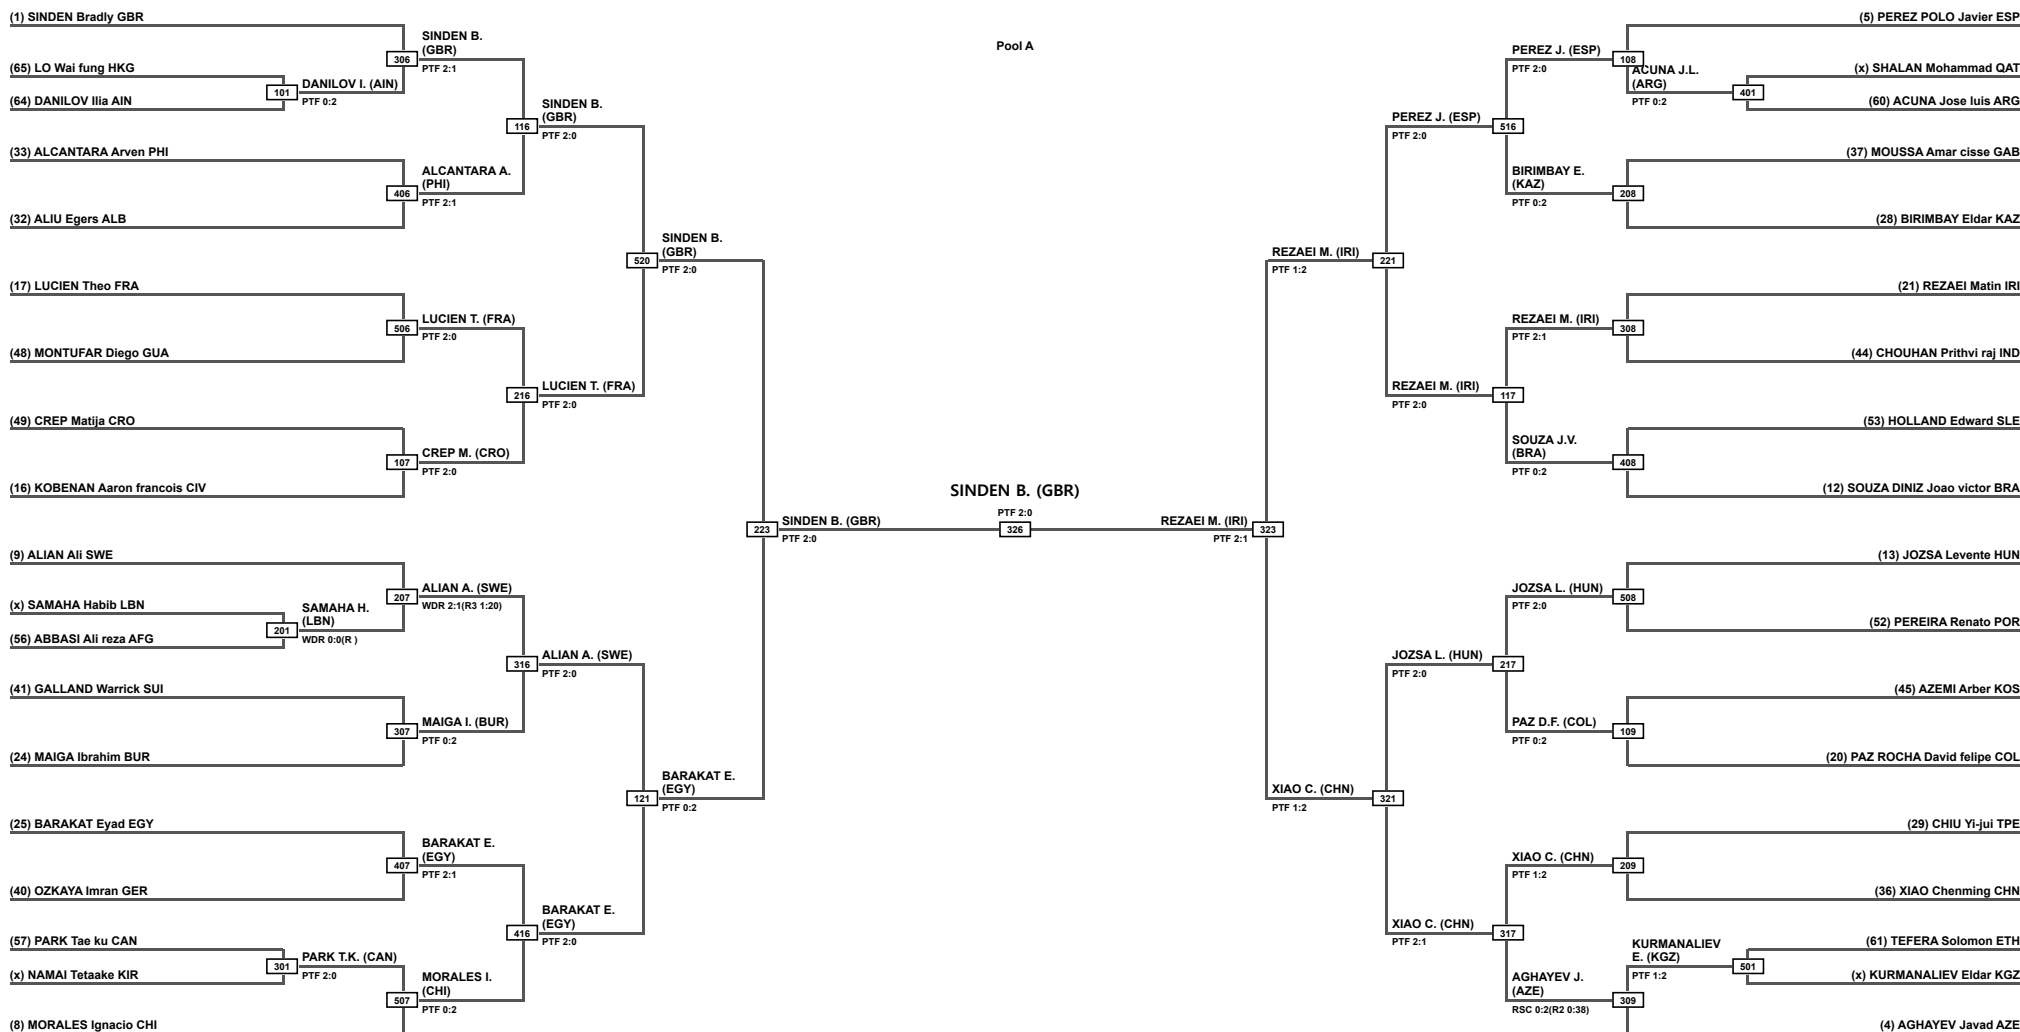 Pool A
(1) SINDEN Bradly GBR
(65) LO Wai fung HKG
(64) DANILOV Ilia AIN
(33) ALCANTARA Arven PHI
(32) ALIU Egers ALB
(17) LUCIEN Theo FRA
(48) MONTUFAR Diego GUA
(49) CREP Matija CRO
(16) KOBENAN Aaron francois CIV
(9) ALIAN Ali SWE
(x) SAMAHA Habib LBN
(56) ABBASI Ali reza AFG
(41) GALLAND Warrick SUI
(24) MAIGA Ibrahim BUR
(25) BARAKAT Eyad EGY
(40) OZKAYA Imran GER
(57) PARK Tae ku CAN
(x) NAMAI Tetaake KIR
(8) MORALES Ignacio CHI
101
DANILOV I. (AIN)
PTF 0:2
201
SAMAHA H.
(LBN)
WDR 0:0(R )
301
PARK T.K. (CAN)
PTF 2:0
306
SINDEN B.
(GBR)
PTF 2:1
406
ALCANTARA A.
(PHI)
PTF 2:1
506
LUCIEN T. (FRA)
PTF 2:0
107
CREP M. (CRO)
PTF 2:0
207
ALIAN A. (SWE)
WDR 2:1(R3 1:20)
307
MAIGA I. (BUR)
PTF 0:2
407
BARAKAT E.
(EGY)
PTF 2:1
507
MORALES I.
(CHI)
PTF 0:2
116
SINDEN B.
(GBR)
PTF 2:0
216
LUCIEN T. (FRA)
PTF 2:0
316
ALIAN A. (SWE)
PTF 2:0
416
BARAKAT E.
(EGY)
PTF 2:0
520
SINDEN B.
(GBR)
PTF 2:0
121
BARAKAT E.
(EGY)
PTF 0:2
223
SINDEN B. (GBR)
PTF 2:0
SINDEN B. (GBR)
PTF 2:0
326
REZAEI M. (IRI)
PTF 2:1
323
REZAEI M. (IRI)
PTF 1:2
221
XIAO C. (CHN)
PTF 1:2
321
PEREZ J. (ESP)
PTF 2:0
516
REZAEI M. (IRI)
PTF 2:0
117
JOZSA L. (HUN)
PTF 2:0
217
XIAO C. (CHN)
PTF 2:1
317
PEREZ J. (ESP)
PTF 2:0
108
BIRIMBAY E.
(KAZ)
PTF 0:2
208
REZAEI M. (IRI)
PTF 2:1
308
SOUZA J.V.
(BRA)
PTF 0:2
408
JOZSA L. (HUN)
PTF 2:0
508
PAZ D.F. (COL)
PTF 0:2
109
XIAO C. (CHN)
PTF 1:2
209
AGHAYEV J.
(AZE)
RSC 0:2(R2 0:38)
309
ACUNA J.L.
(ARG)
PTF 0:2
401
KURMANALIEV
E. (KGZ)
PTF 1:2
501
(5) PEREZ POLO Javier ESP
(x) SHALAN Mohammad QAT
(60) ACUNA Jose luis ARG
(37) MOUSSA Amar cisse GAB
(28) BIRIMBAY Eldar KAZ
(21) REZAEI Matin IRI
(44) CHOUHAN Prithvi raj IND
(53) HOLLAND Edward SLE
(12) SOUZA DINIZ Joao victor BRA
(13) JOZSA Levente HUN
(52) PEREIRA Renato POR
(45) AZEMI Arber KOS
(20) PAZ ROCHA David felipe COL
(29) CHIU Yi-jui TPE
(36) XIAO Chenming CHN
(61) TEFERA Solomon ETH
(x) KURMANALIEV Eldar KGZ
(4) AGHAYEV Javad AZE